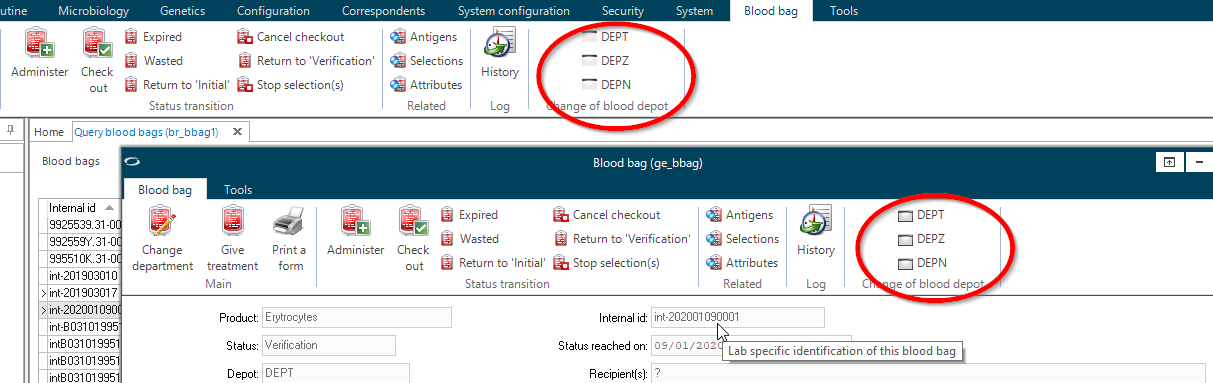 utine Microbiology Genetics Configuration Correspondents System configuration Security System Blood bag Tools
Expired Cancel checkout Antigens DEPT
Wasted Return to 'Verification' Selections DEPZ
Administer Check out Return to 'Initial' Stop selection(s) Attributes History DEPN
Status transition Related Log Change of blood depot
Home Query blood bags (br_bbag1)
Blood bags
Blood bag (ge_bbag)
Blood bag Tools
Internal id
9925539.31-00
992559Y.31-00
995510K.31-00
int-201903010
int-201903017
int-202001090
int-B03101995
intB031019951
intB031019951
intB031019951
Expired Cancel checkout Antigens DEPT
Wasted Return to 'Verification' Selections DEPZ
Change department Give treatment Print a form Administer Check out Return to 'Initial' Stop selection(s) Attributes History DEPN
Main Status transition Related Log Change of blood depot
Product: Erytrocytes Internal id: int-202001090001
Status: Verification Status reached on: 09/01/202
Lab specific identification of this blood bag
Depot: DEPT Recipient(s): ?